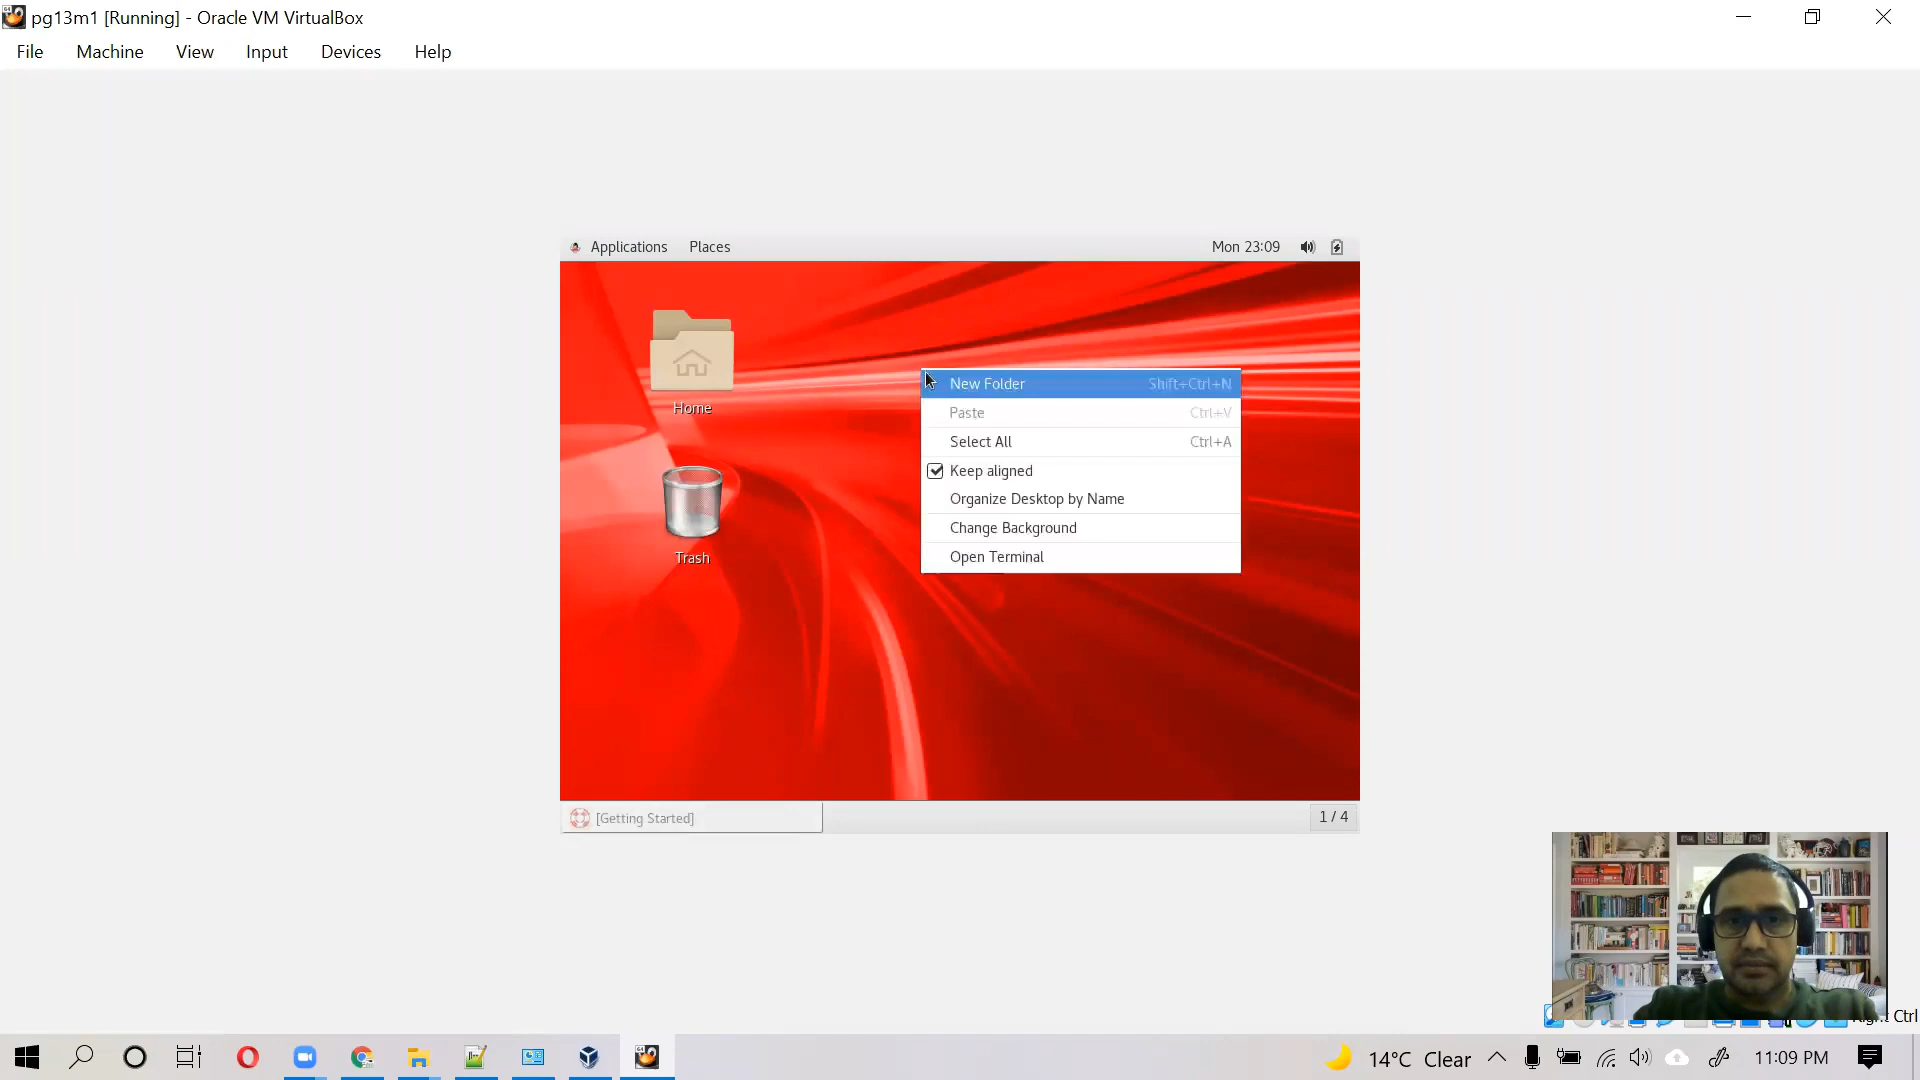 pg13m1 [Running] - Oracle VM VirtualBox
File Machine View Input Devices Help
Applications Places Mon 23:09
Home
Trash
New Folder Shift+Ctrl+N
Paste Ctrl+V
Select All Ctrl+A
Keep aligned
Organize Desktop by Name
Change Background
Open Terminal
[Getting Started] 1 / 4
Ctrl
14°C Clear 11:09 PM